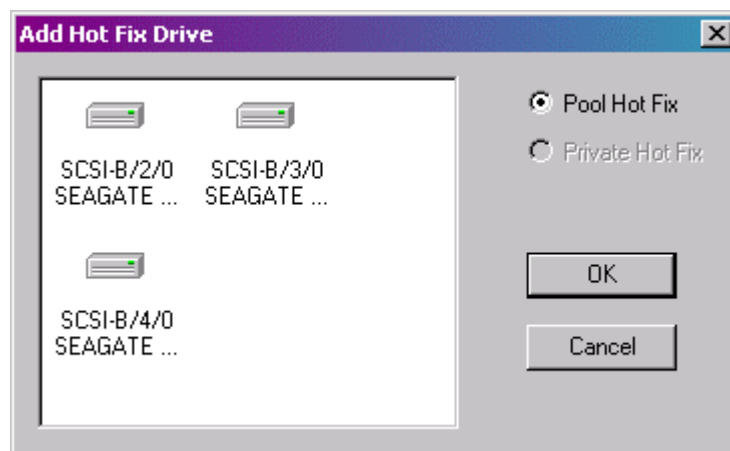 Add Hot Fix Drive
SCSI-B/2/0
SEAGATE ...
SCSI-B/3/0
SEAGATE ...
SCSI-B/4/0
SEAGATE ...
Pool Hot Fix
Private Hot Fix
OK
Cancel